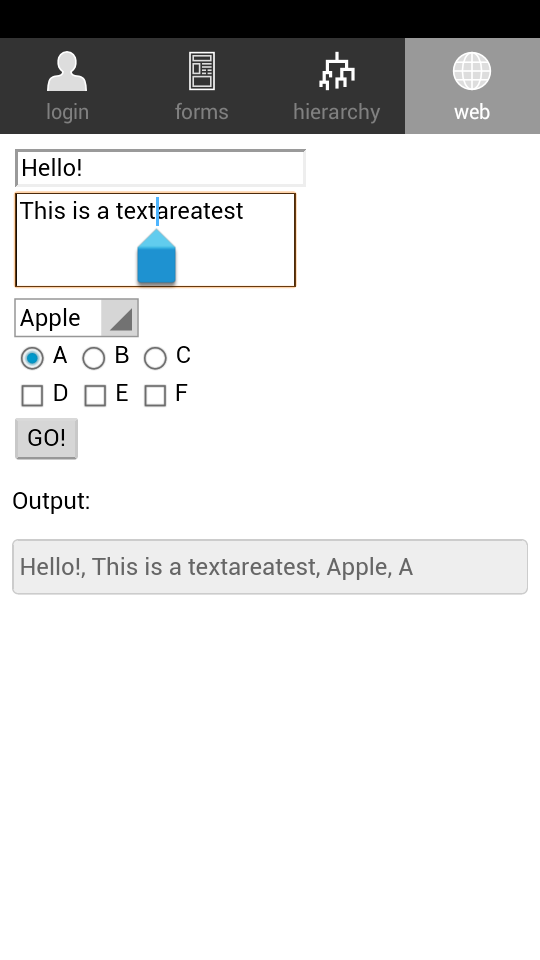 login forms hierarchy web
Hello!
This is a textareatest
Apple
A B C
D E F
GO!
Output:
Hello!, This is a textareatest, Apple, A